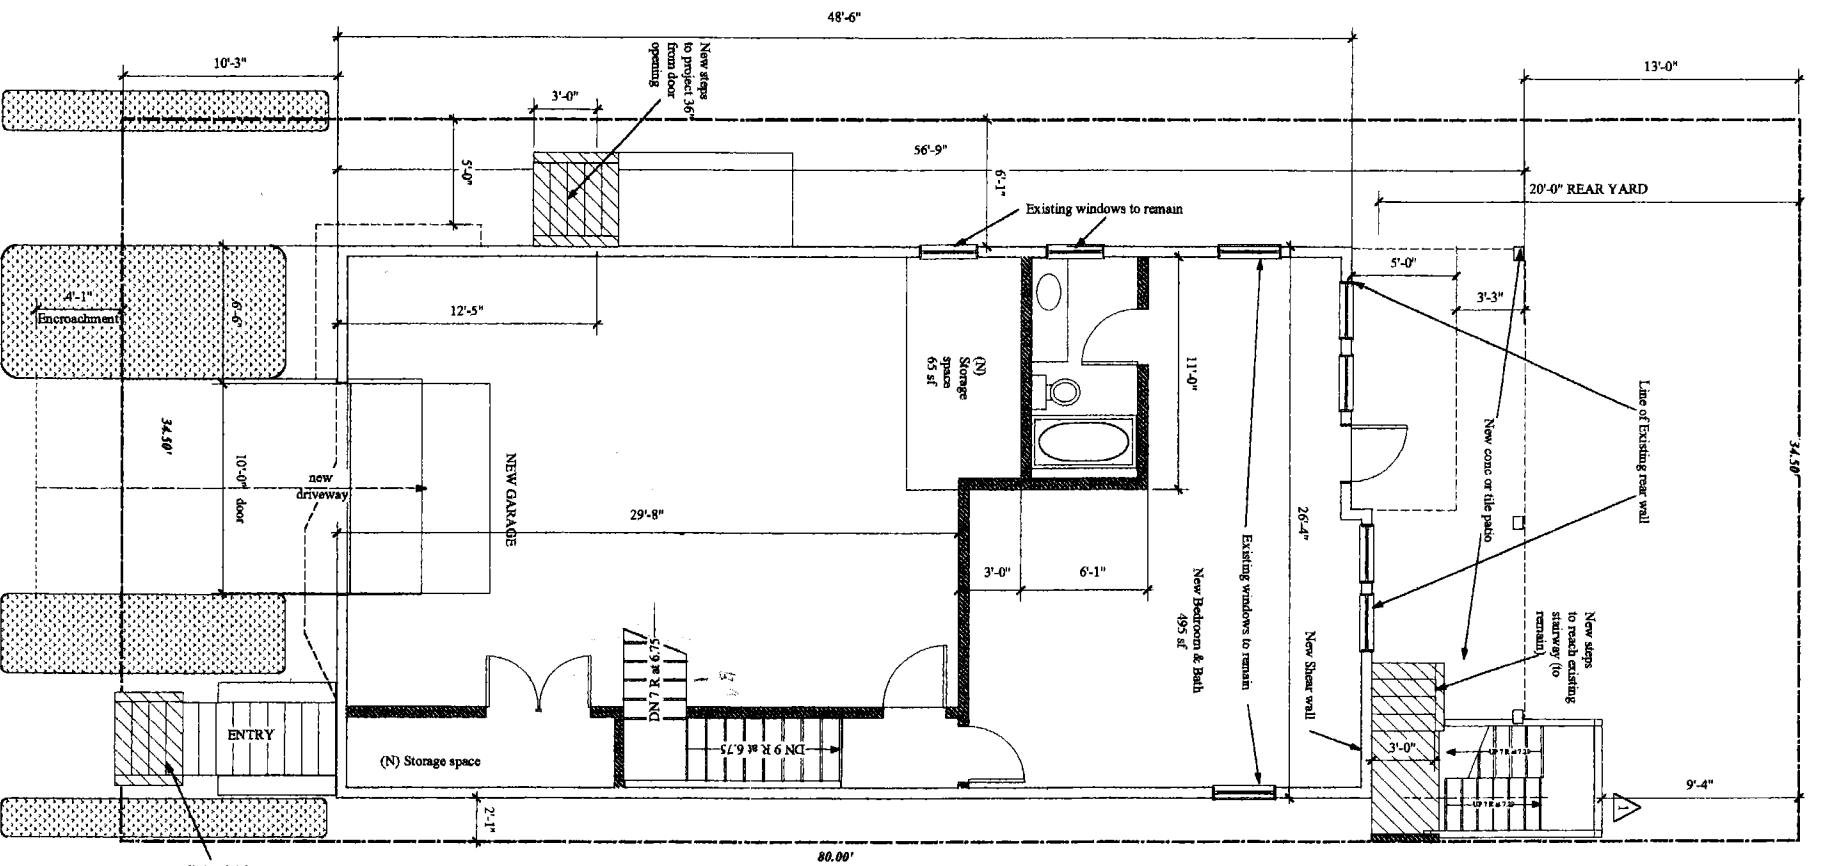 48'-6"
10'-3"
13'-0"
New steps
to project 36"
from door
opening
3'-0"
56'-9"
5'-0"
6'-1"
20'-0" REAR YARD
Existing windows to remain
5'-0"
3'-3"
4'-1"
Encroachment
6'-6"
12'-5"
(N)
Storage
space
65 sf
11'-0"
Line of Existing rear wall
New conc or tile patio
34.50'
34.50'
10'-0" door
new
driveway
NEW GARAGE
29'-8"
26'-4"
Existing windows to remain
3'-0"
6'-1"
New Bedroom & Bath
495 sf
New Shear wall
New steps
to reach existing
stairway (to
remain)
DN 7 R at 6.75
DN 9 R at 6.75
ENTRY
(N) Storage space
3'-0"
9'-4"
1
2'-1"
80.00'